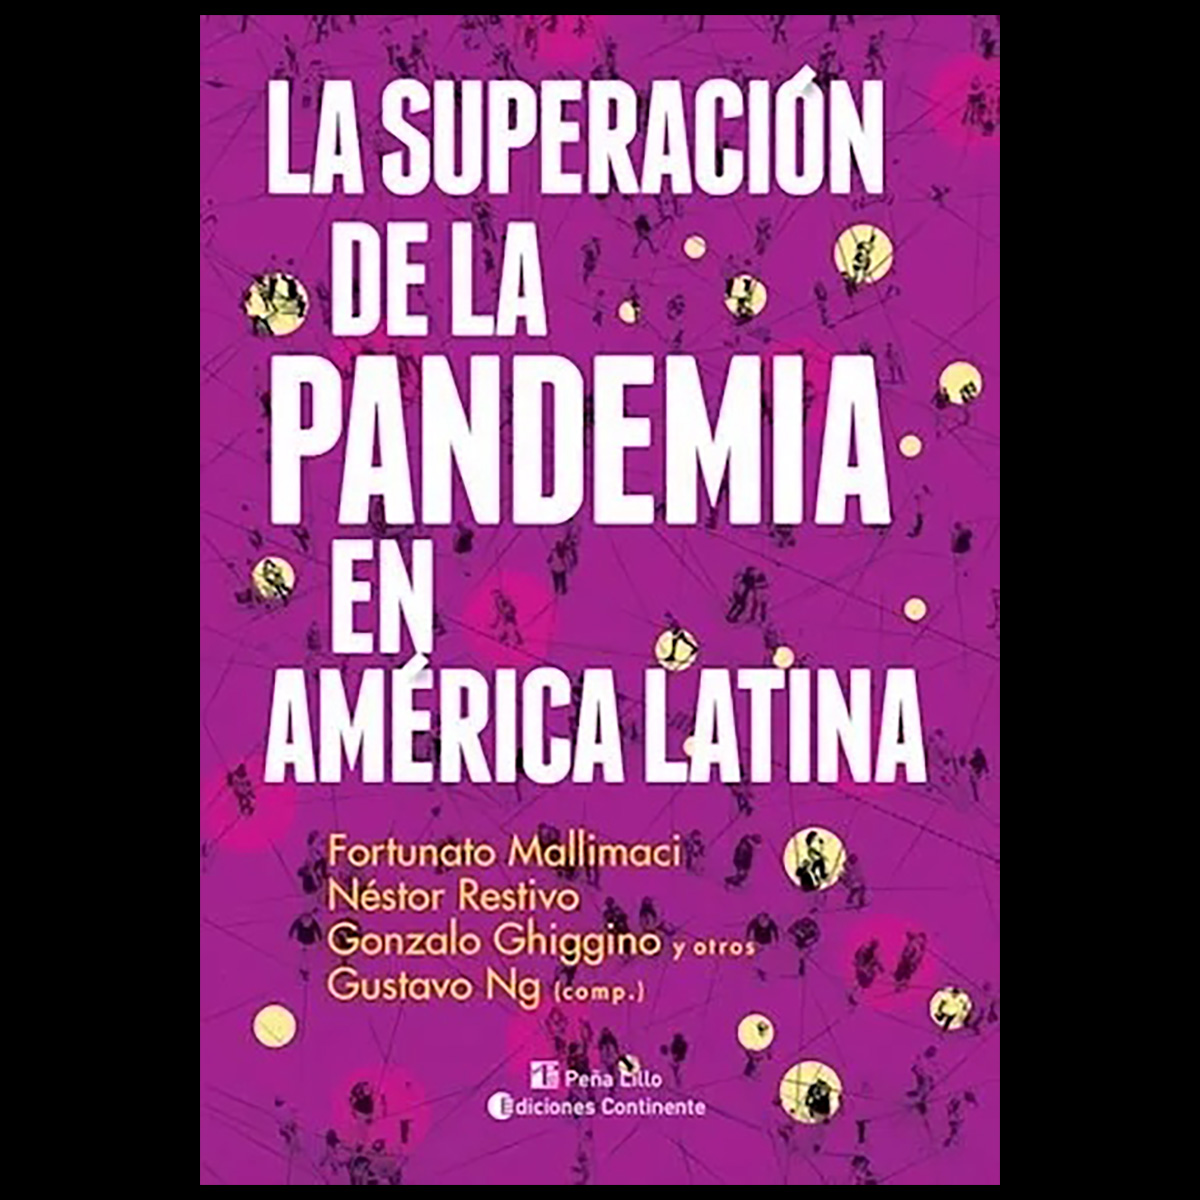 LA SUPERACIÓN
DE LA
PANDEMIA
EN
AMÉRICA LATINA
Fortunato Mallimaci
Néstor Restivo
Gonzalo Ghiggino y otros
Gustavo Ng (comp.)
Peña Lillo
Ediciones Continente